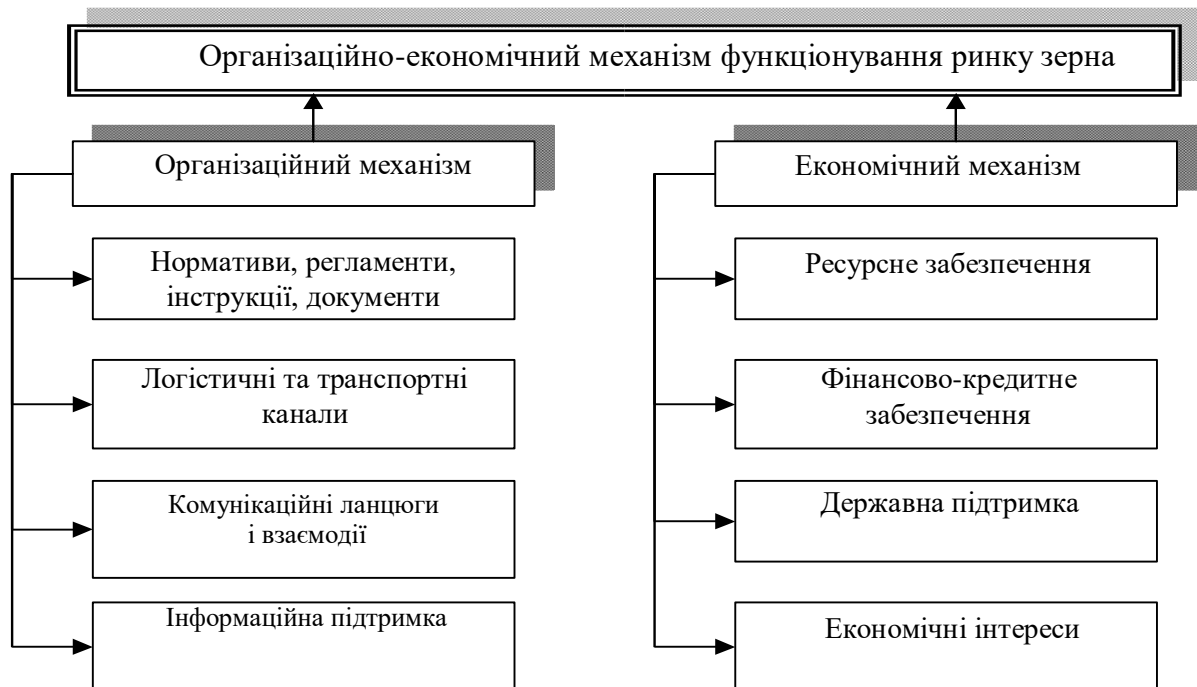 Організаційно-економічний механізм функціонування ринку зерна
Організаційний механізм
Нормативи, регламенти,
інструкції, документи
Логістичні та транспортні
канали
Комунікаційні ланцюги
і взаємодії
Інформаційна підтримка
Економічний механізм
Ресурсне забезпечення
Фінансово-кредитне
забезпечення
Державна підтримка
Економічні інтереси